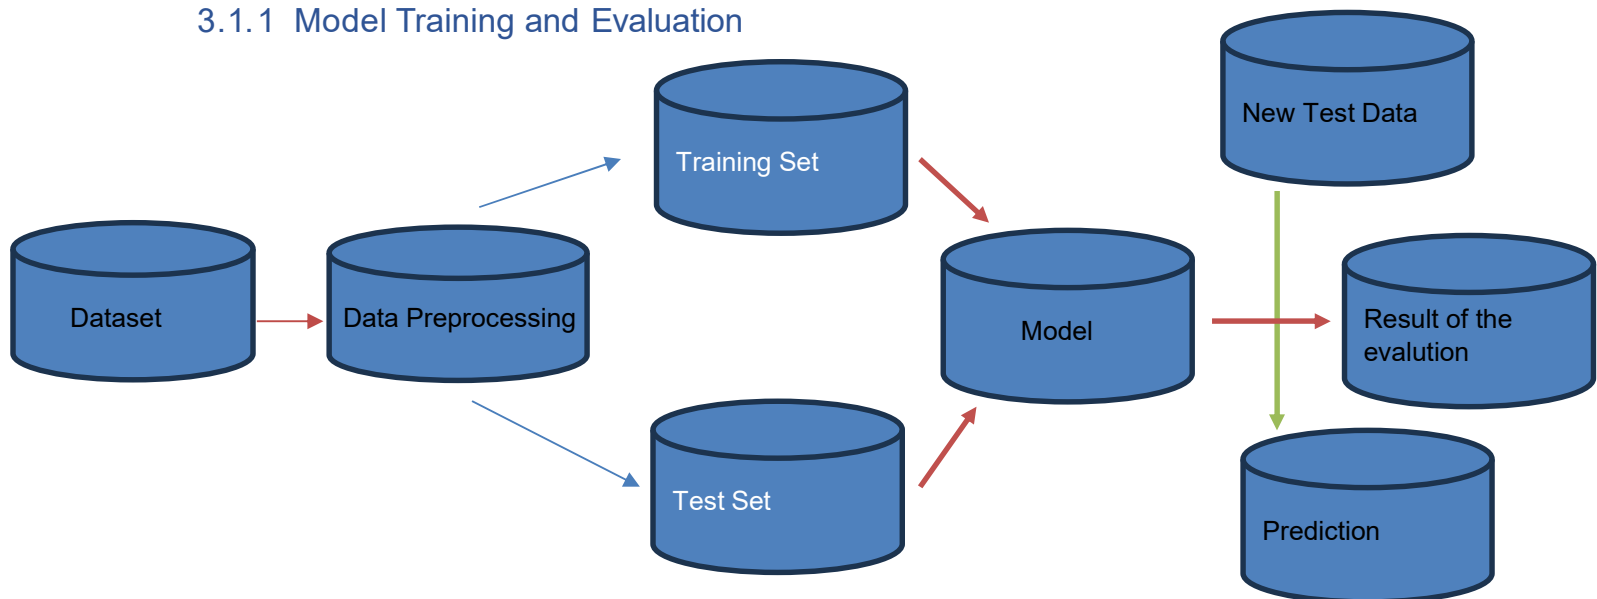 3.1.1 Model Training and Evaluation
New Test Data
Training Set
Dataset
Data Preprocessing
Model
Result of the
evalution
Test Set
Prediction